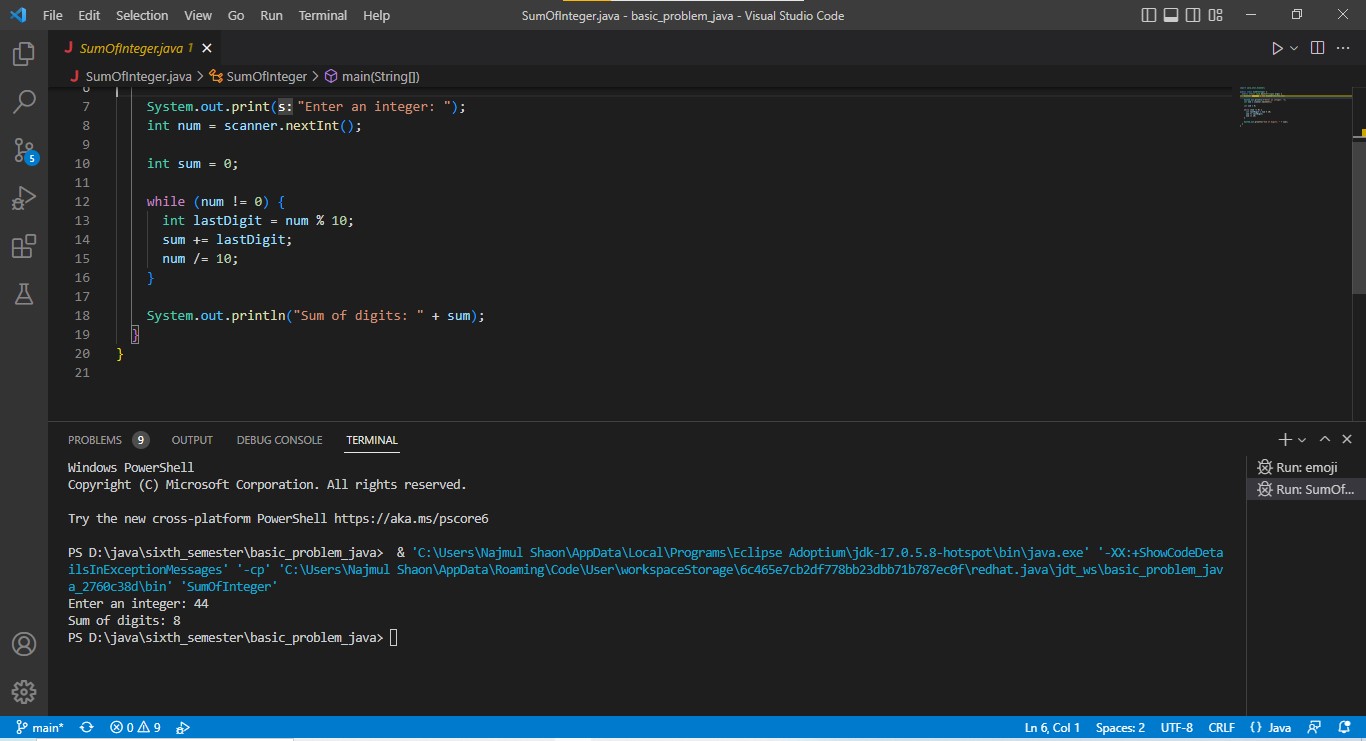 File Edit Selection View Go Run Terminal Help SumOfInteger.java - basic_problem_java - Visual Studio Code
J SumOfInteger.java 1
J SumOfInteger.java > SumOfInteger > main(String[])
6
7 System.out.print(s: "Enter an integer: ");
8 int num = scanner.nextInt();
9
10 int sum = 0;
11
12 while (num != 0) {
13 int lastDigit = num % 10;
14 sum += lastDigit;
15 num /= 10;
16 }
17
18 System.out.println("Sum of digits: " + sum);
19 }
20 }
21
5
PROBLEMS 9 OUTPUT DEBUG CONSOLE TERMINAL
Windows PowerShell
Copyright (C) Microsoft Corporation. All rights reserved.
Try the new cross-platform PowerShell https://aka.ms/pscore6
PS D:\java\sixth_semester\basic_problem_java> & 'C:\Users\Najmul Shaon\AppData\Local\Programs\Eclipse Adoptium\jdk-17.0.5.8-hotspot\bin\java.exe' '-XX:+ShowCodeDeta
ilsInExceptionMessages' '-cp' 'C:\Users\Najmul Shaon\AppData\Roaming\Code\User\workspaceStorage\6c465e7cb2df778bb23dbb71b787ec0f\redhat.java\jdt_ws\basic_problem_jav
a_2760c38d\bin' 'SumOfInteger'
Enter an integer: 44
Sum of digits: 8
PS D:\java\sixth_semester\basic_problem_java>
Run: emoji
Run: SumOf...
main* 0 9 Ln 6, Col 1 Spaces: 2 UTF-8 CRLF {} Java